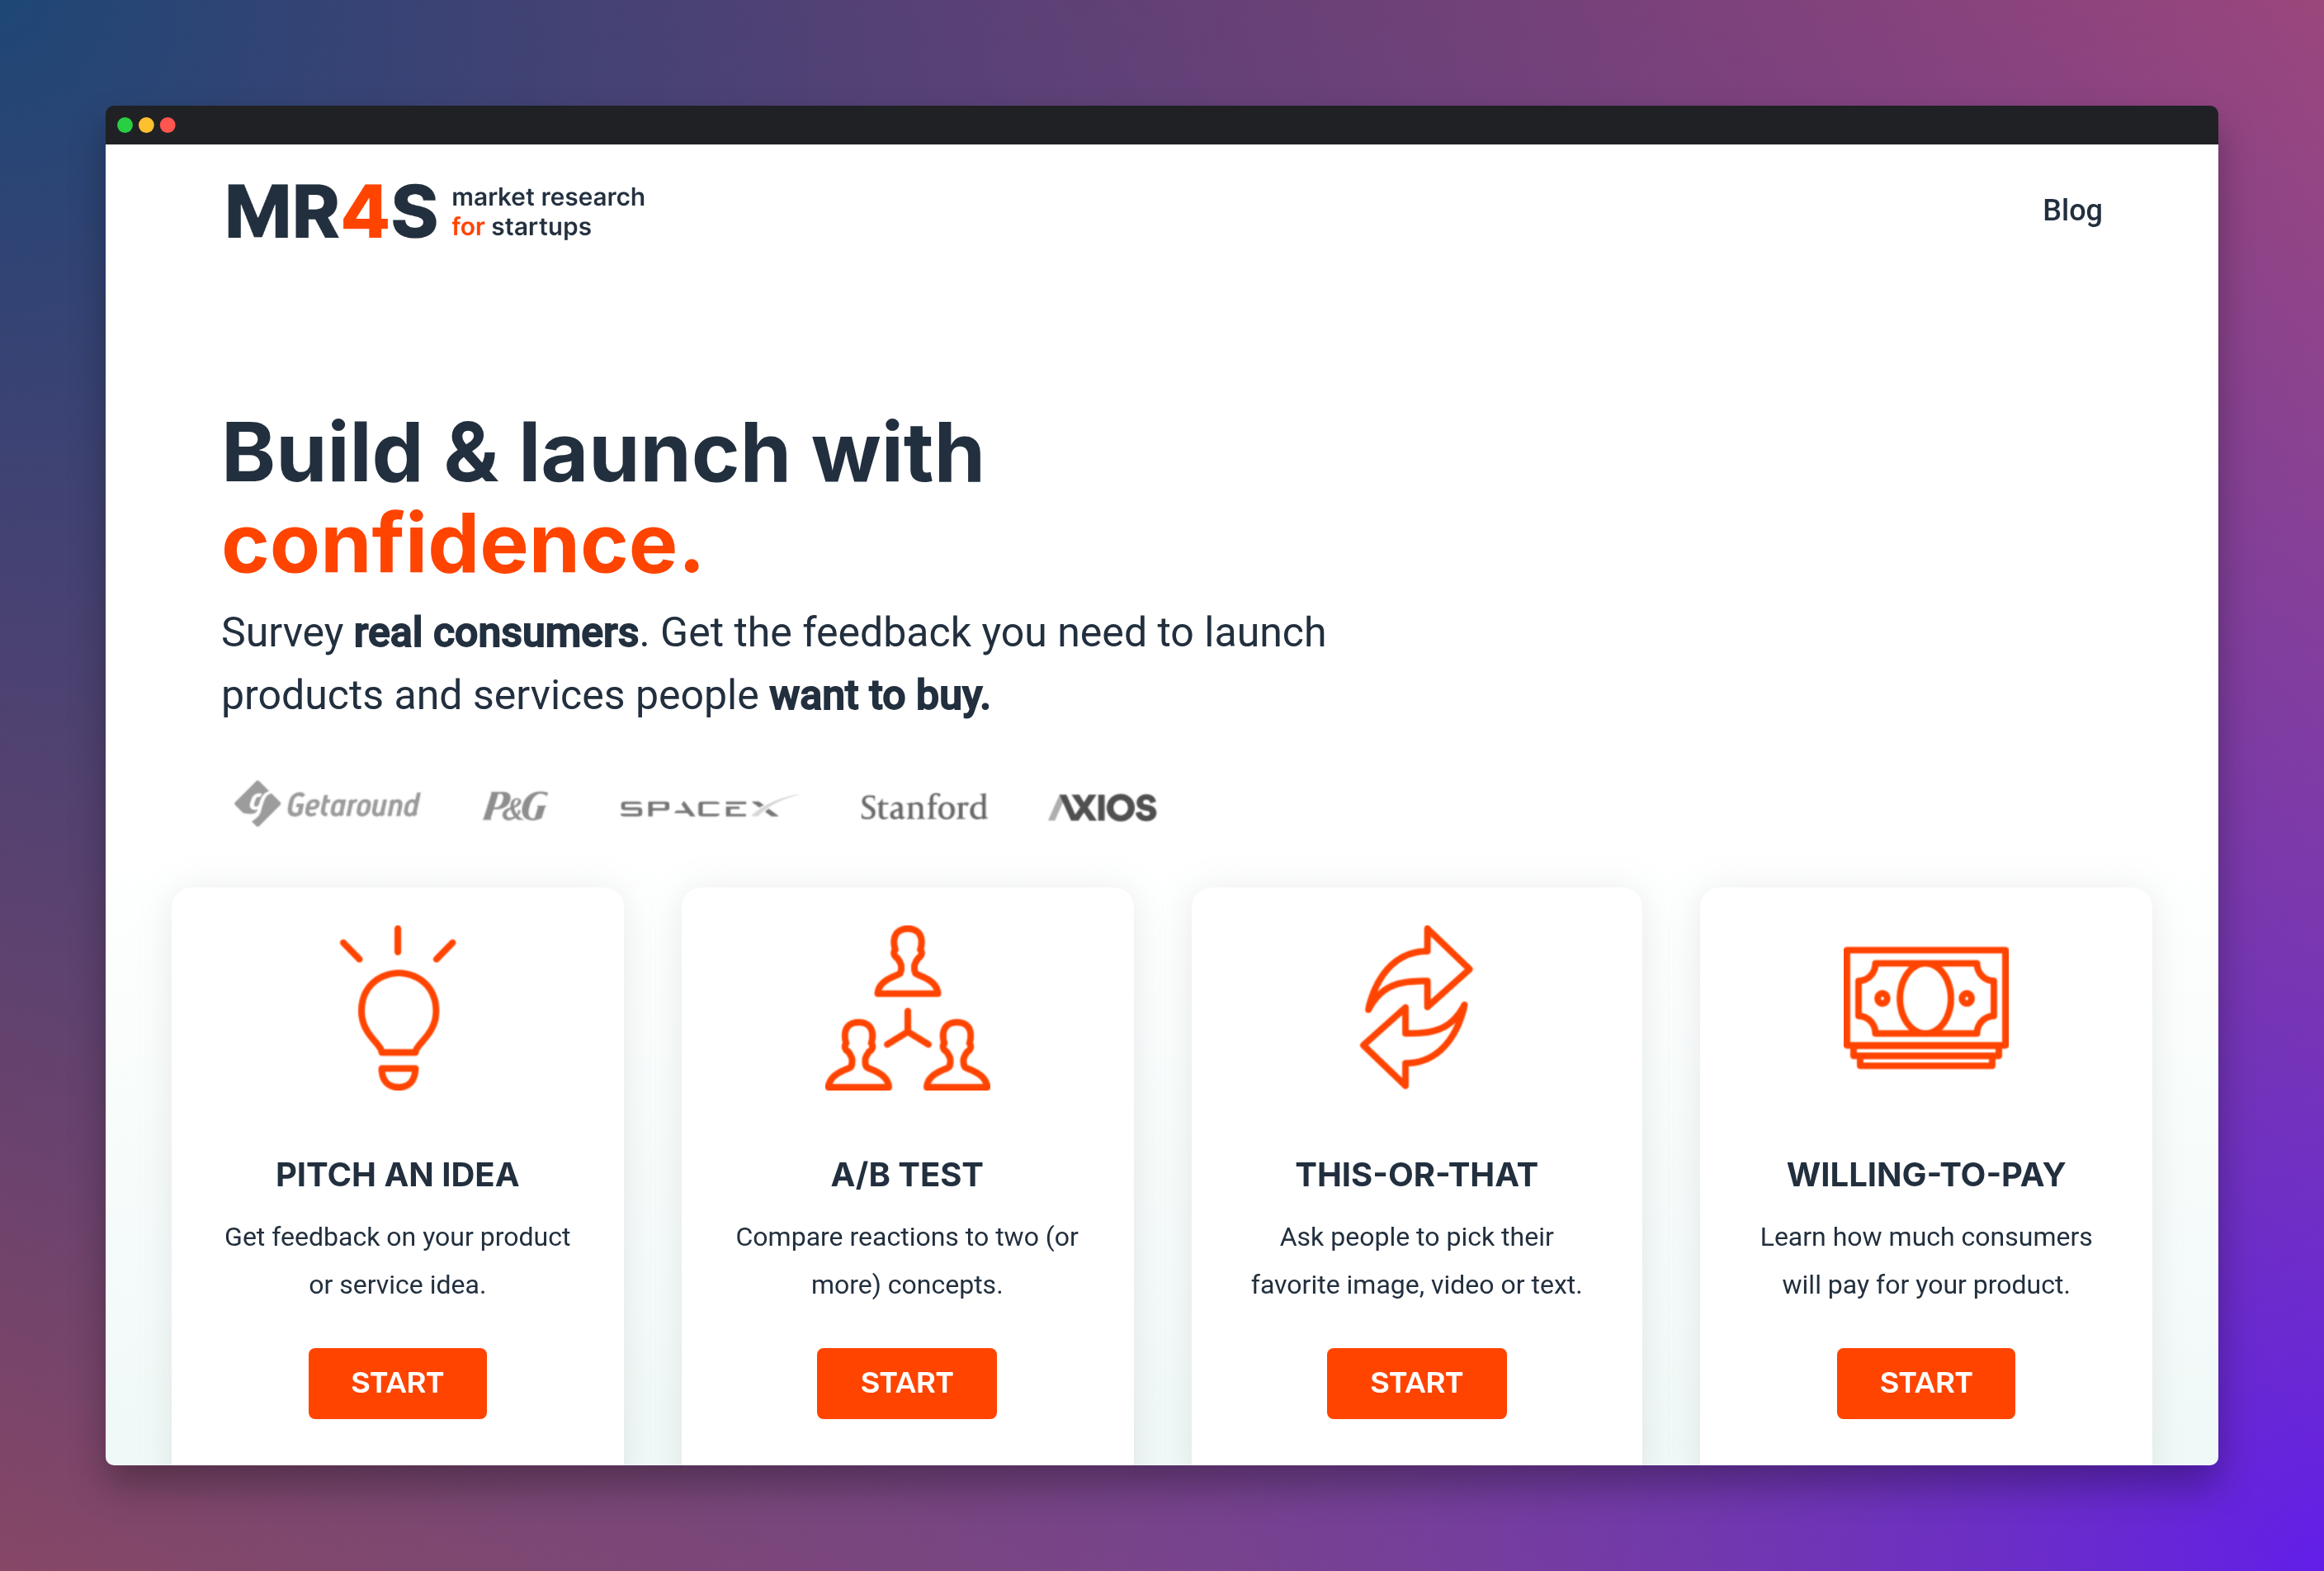 MR4S market research
for startups
Blog
Build & launch with
confidence.
Survey real consumers. Get the feedback you need to launch
products and services people want to buy.
Getaround P&G SPACEX Stanford AXIOS
PITCH AN IDEA
Get feedback on your product
or service idea.
START
A/B TEST
Compare reactions to two (or
more) concepts.
START
THIS-OR-THAT
Ask people to pick their
favorite image, video or text.
START
WILLING-TO-PAY
Learn how much consumers
will pay for your product.
START